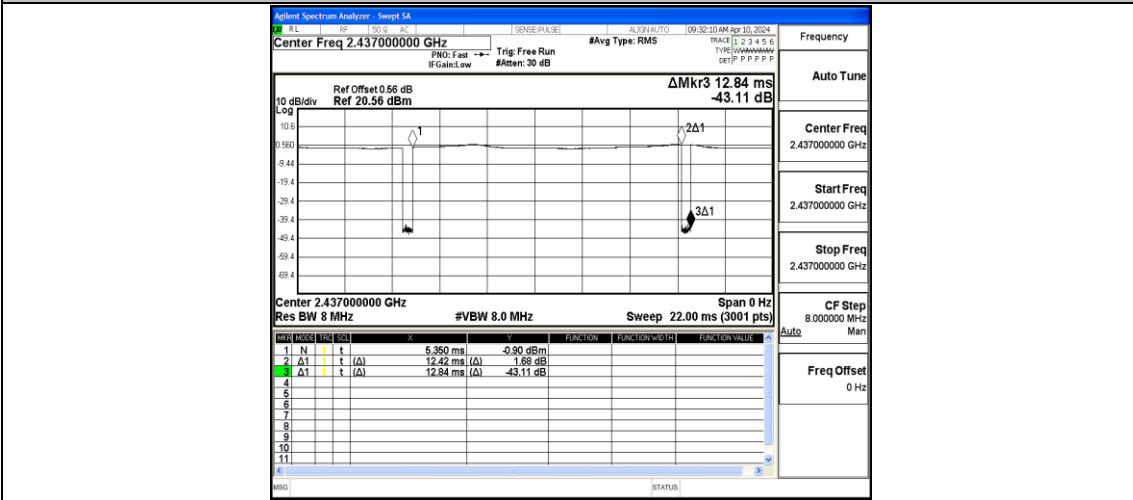 Agilent Spectrum Analyzer - Swept SA
RL RF 50 Ω AC SENSE:PULSE ALIGN AUTO 09:32:10 AM Apr 10, 2024
Center Freq 2.437000000 GHz #Avg Type: RMS TRACE 1 2 3 4 5 6
PNO: Fast Trig: Free Run TYPE
IFGain:Low #Atten: 30 dB DET P P P P P P
Frequency
Auto Tune
ΔMkr3 12.84 ms
-43.11 dB
Ref Offset 0.56 dB
10 dB/div Ref 20.56 dBm
Log
10.6
0.560
-9.44
-19.4
-29.4
-39.4
-49.4
-59.4
-69.4
1
2Δ1
3Δ1
Center Freq
2.437000000 GHz
Start Freq
2.437000000 GHz
Stop Freq
2.437000000 GHz
CF Step
8.000000 MHz
Auto Man
Freq Offset
0 Hz
Center 2.437000000 GHz Span 0 Hz
Res BW 8 MHz #VBW 8.0 MHz Sweep 22.00 ms (3001 pts)
MKR MODE TRC SCL X Y FUNCTION FUNCTION WIDTH FUNCTION VALUE
1 N 1 t 5.350 ms -0.90 dBm
2 Δ1 1 t (Δ) 12.42 ms (Δ) 1.68 dB
3 Δ1 1 t (Δ) 12.84 ms (Δ) -43.11 dB
4
5
6
7
8
9
10
11
MSG STATUS